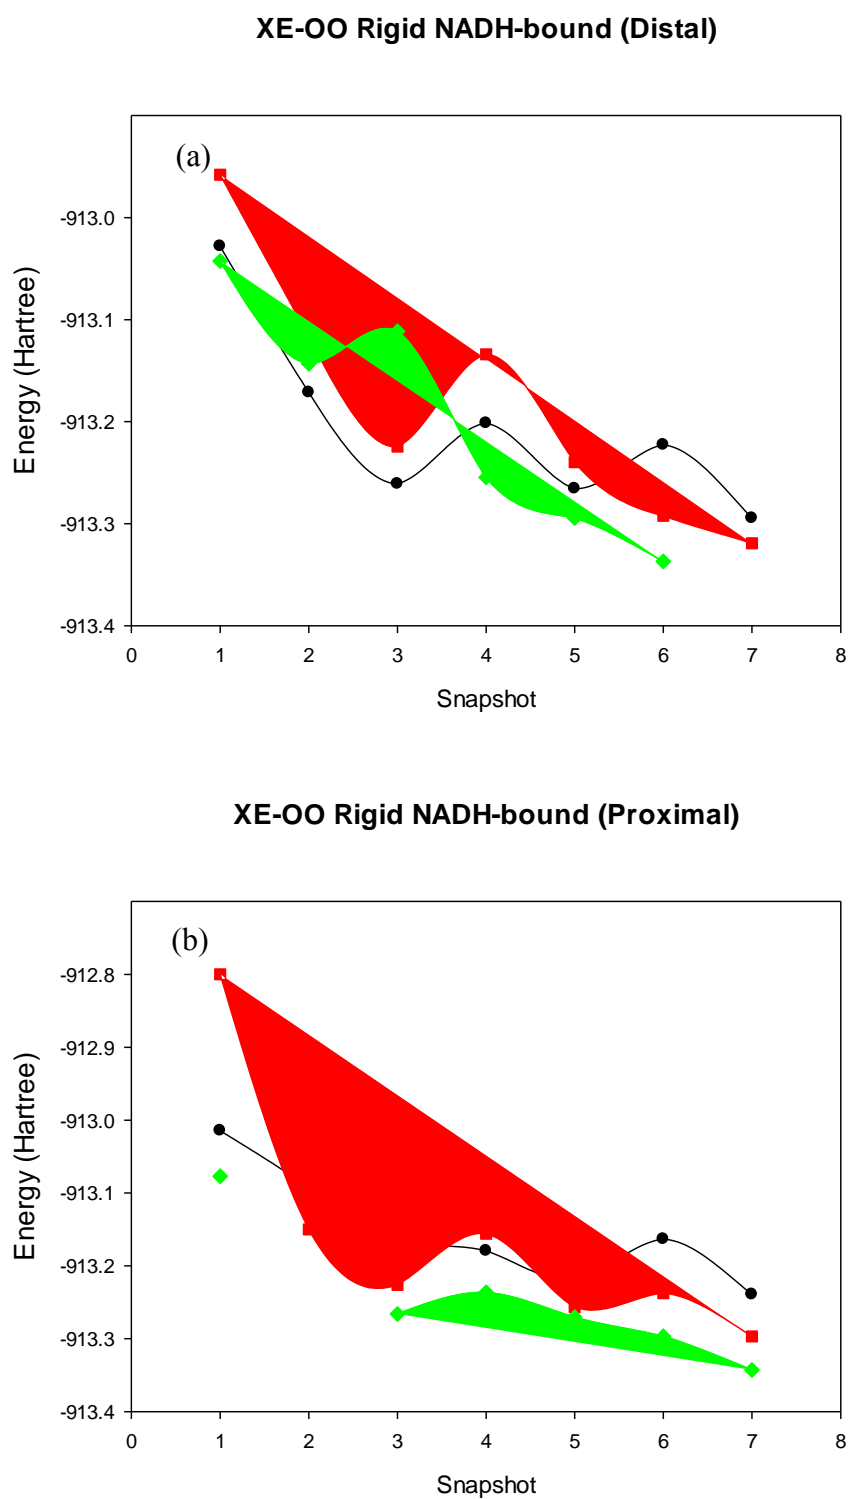 XE-OO Rigid NADH-bound (Distal)
(a)
-913.0
-913.1
-913.2
-913.3
-913.4
Energy (Hartree)
0 1 2 3 4 5 6 7 8
Snapshot
XE-OO Rigid NADH-bound (Proximal)
(b)
-912.8
-912.9
-913.0
-913.1
-913.2
-913.3
-913.4
Energy (Hartree)
0 1 2 3 4 5 6 7 8
Snapshot